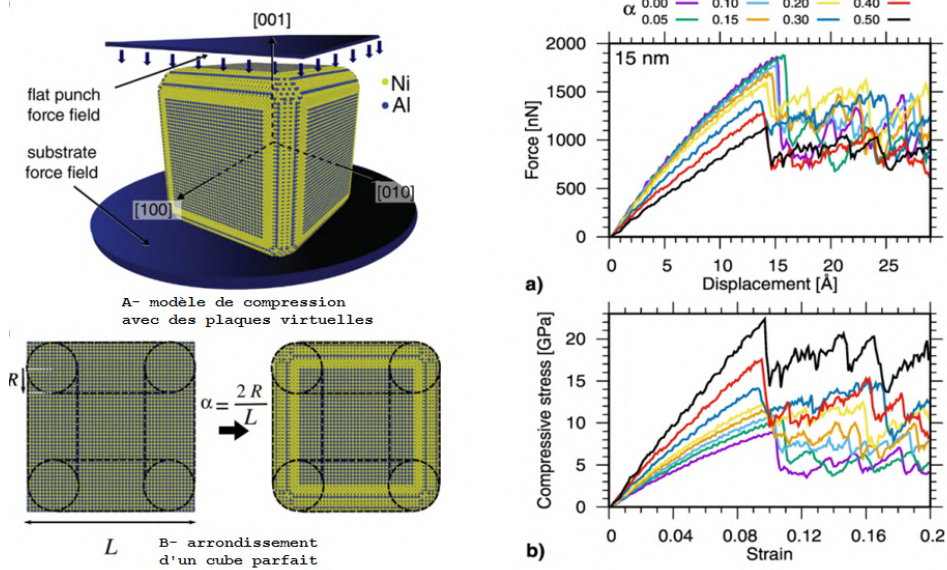 [001]
flat punch
force field
Ni
Al
substrate
force field
[100]
[010]
A- modèle de compression
avec des plaques virtuelles
R
α = 2 R / L
L
B- arrondissement
d'un cube parfait
α 0.00 0.10 0.20 0.40
0.05 0.15 0.30 0.50
15 nm
Force [nN]
2000
1500
1000
500
0
0 5 10 15 20 25
Displacement [Å]
a)
Compressive stress [GPa]
20
15
10
5
0
0 0.04 0.08 0.12 0.16 0.2
Strain
b)